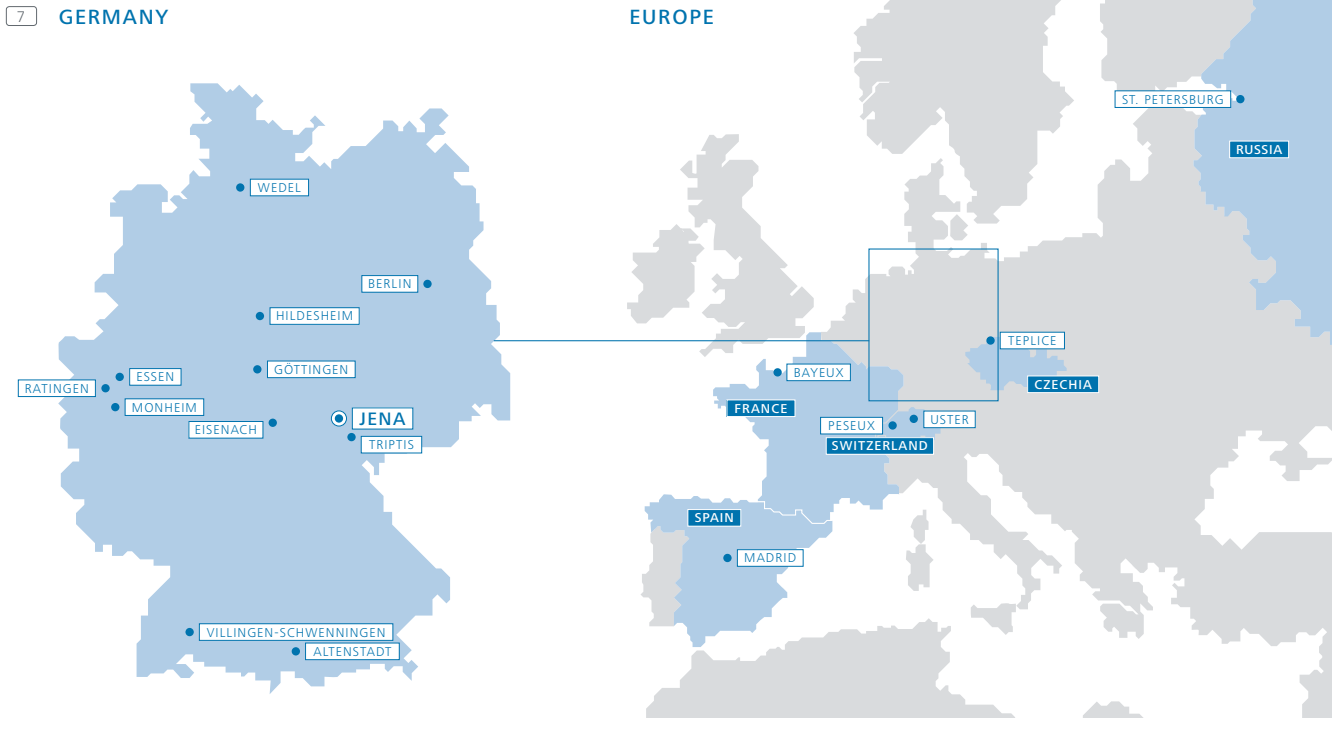 7
GERMANY
WEDEL
BERLIN
HILDESHEIM
GÖTTINGEN
ESSEN
RATINGEN
MONHEIM
JENA
EISENACH
TRIPTIS
VILLINGEN-SCHWENNINGEN
ALTENSTADT
EUROPE
ST. PETERSBURG
RUSSIA
TEPLICE
BAYEUX
CZECHIA
FRANCE
USTER
PESEUX
SWITZERLAND
SPAIN
MADRID